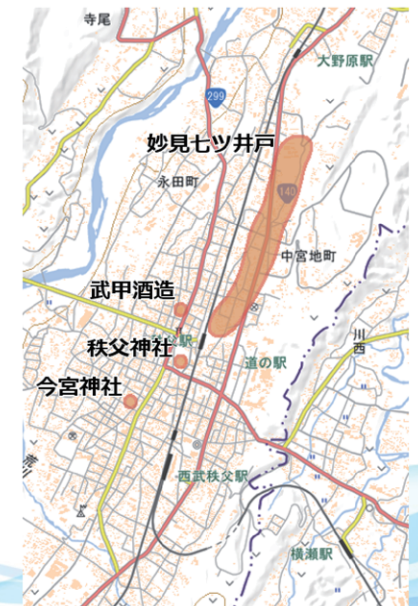 寺尾
大野原駅
299
妙見七ツ井戸
永田町
140
中宮地町
武甲酒造
川西
秩父神社
駅
道の駅
今宮神社
荒川
西武秩父駅
横瀬駅